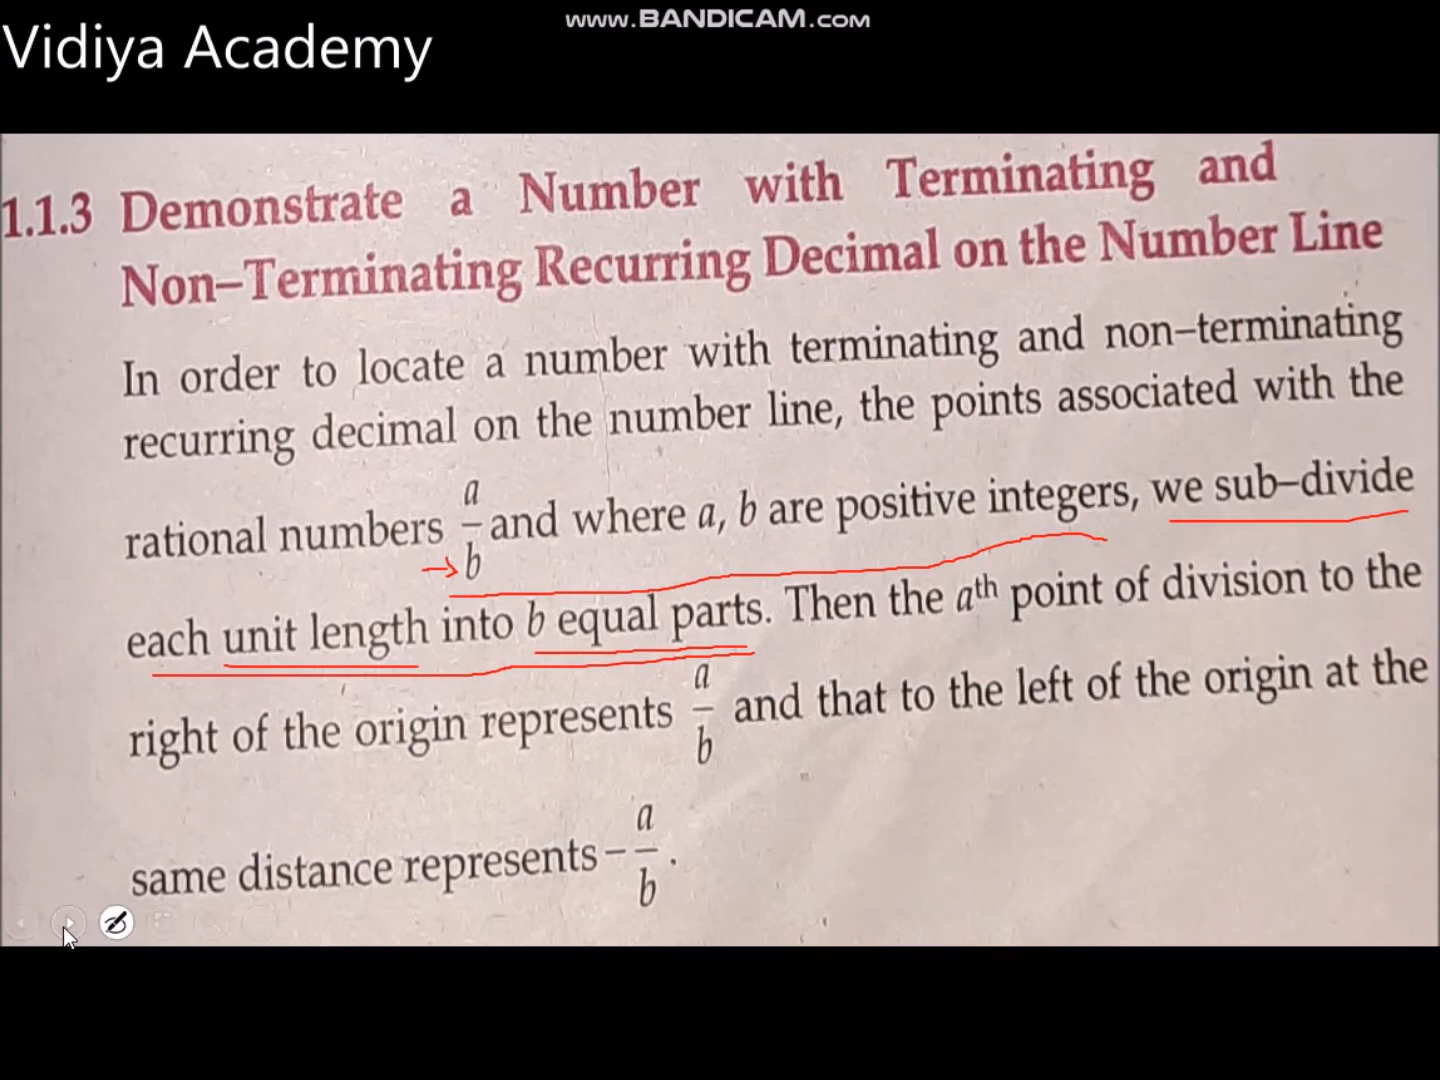 www.BANDICAM.com
Vidiya Academy
1.1.3 Demonstrate a Number with Terminating and
Non–Terminating Recurring Decimal on the Number Line
In order to locate a number with terminating and non–terminating
recurring decimal on the number line, the points associated with the
rational numbers a/b and where a, b are positive integers, we sub–divide
each unit length into b equal parts. Then the aᵗʰ point of division to the
right of the origin represents a/b and that to the left of the origin at the
same distance represents –a/b.